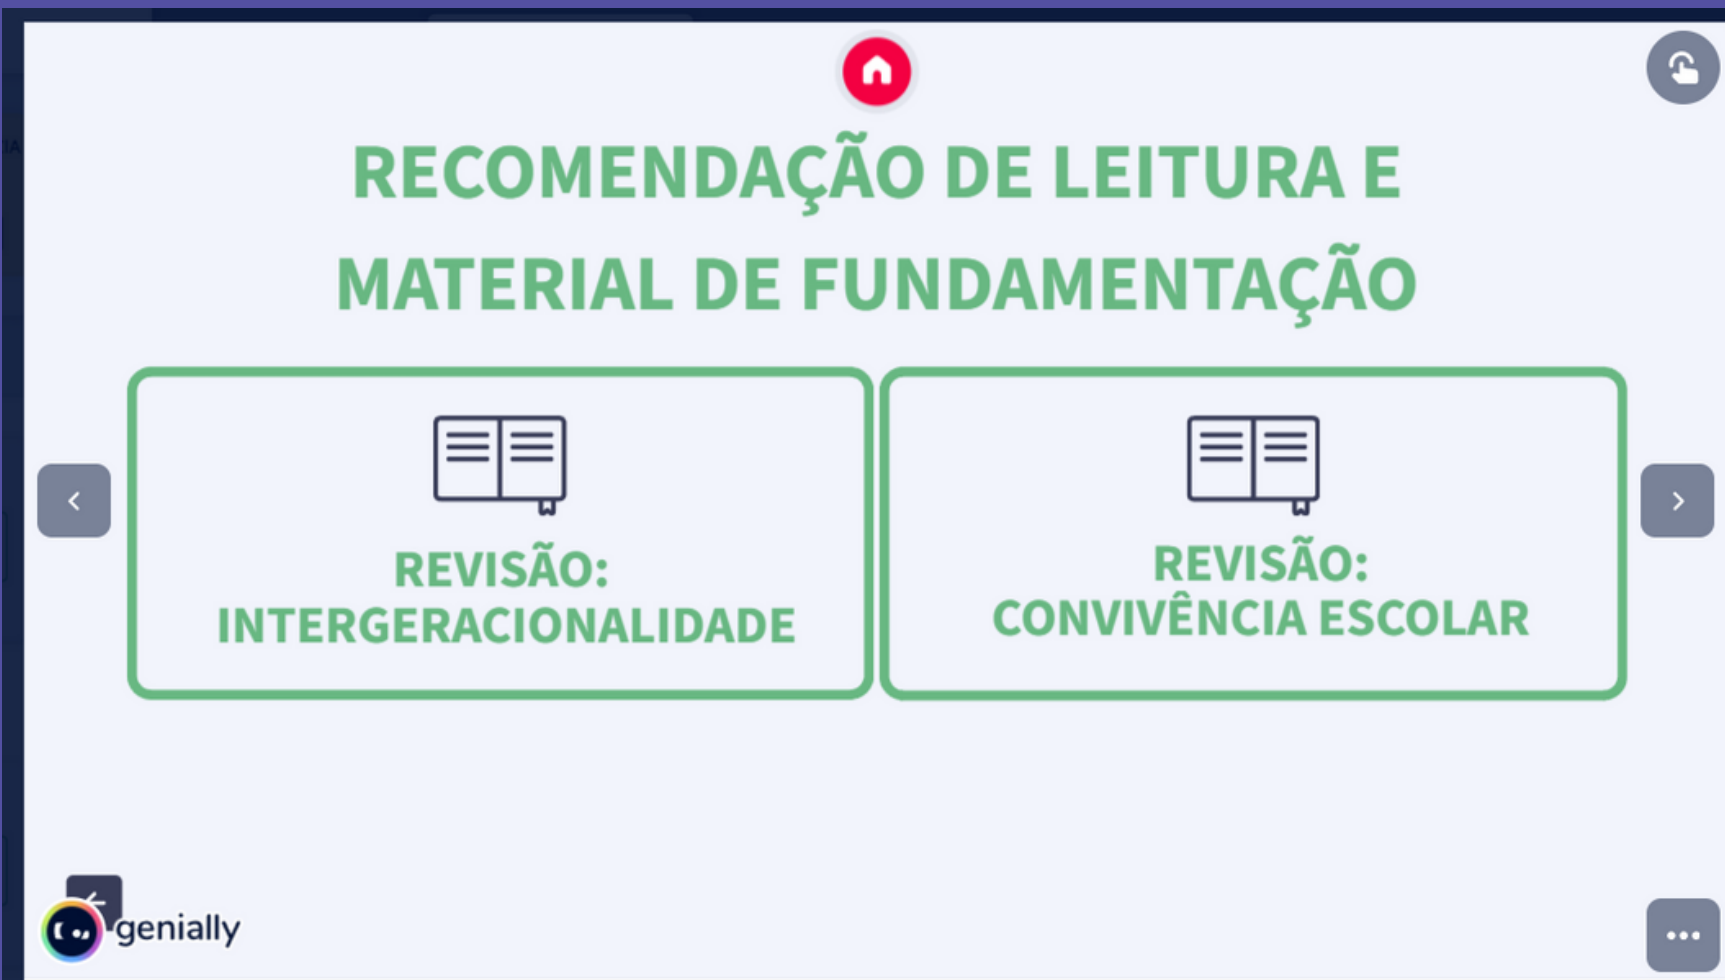 RECOMENDAÇÃO DE LEITURA E
MATERIAL DE FUNDAMENTAÇÃO
REVISÃO:
INTERGERACIONALIDADE
REVISÃO:
CONVIVÊNCIA ESCOLAR
genially